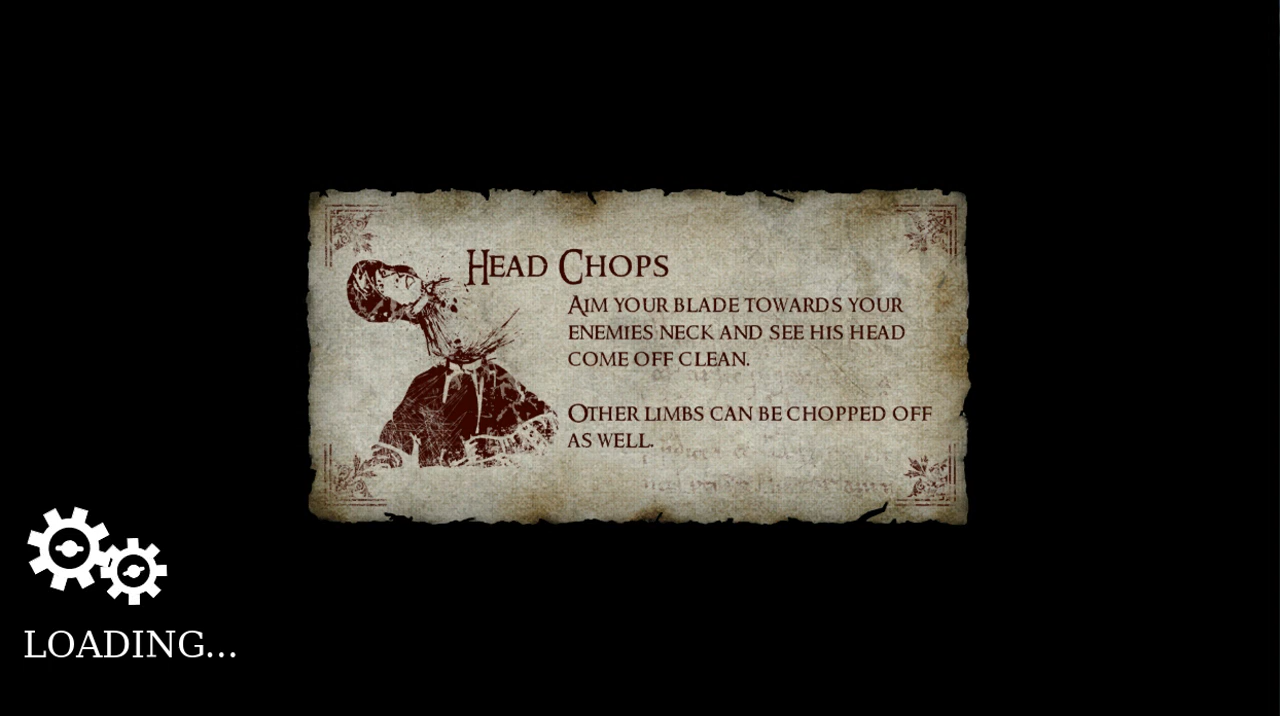 Head Chops
Aim your blade towards your
enemies neck and see his head
come off clean.
Other limbs can be chopped off
as well.
LOADING...